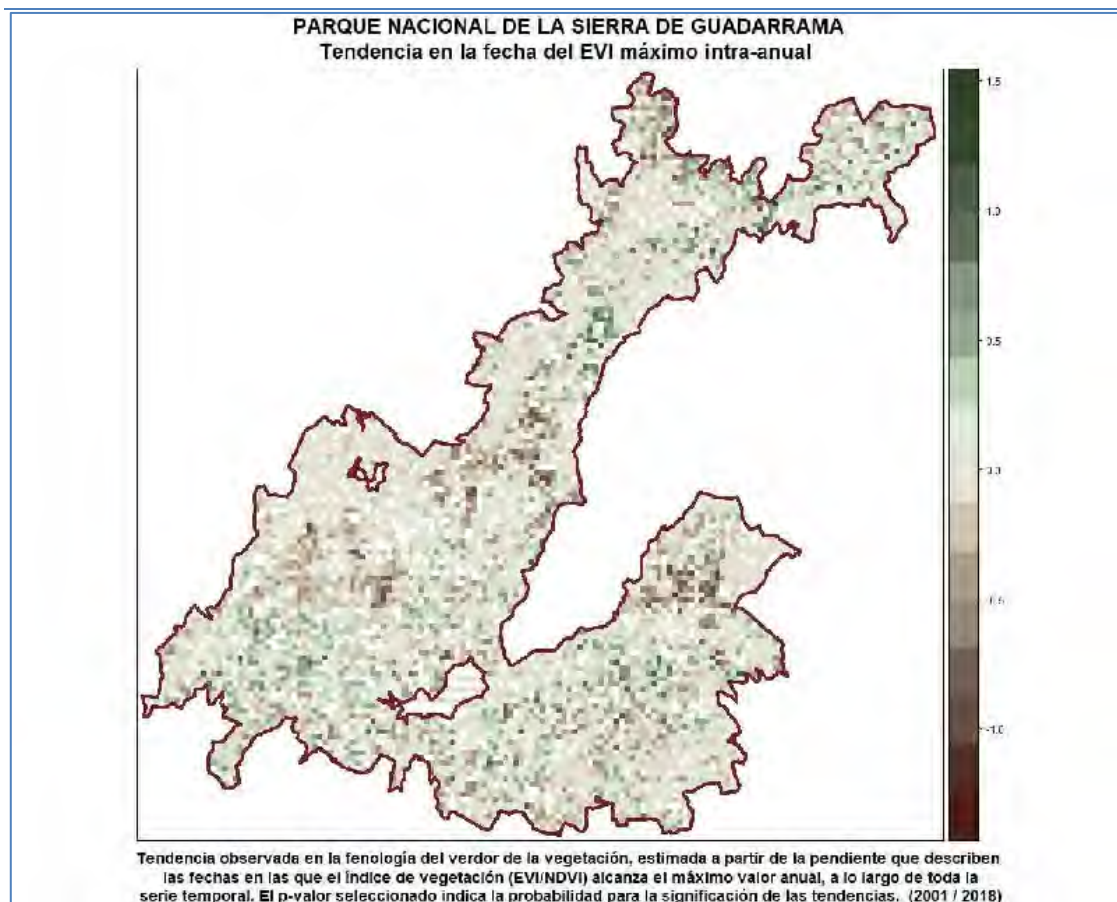 PARQUE NACIONAL DE LA SIERRA DE GUADARRAMA
Tendencia en la fecha del EVI máximo intra-anual
1.5
1.0
0.5
0.0
-0.5
-1.0
Tendencia observada en la fenología del verdor de la vegetación, estimada a partir de la pendiente que describen
las fechas en las que el índice de vegetación (EVI/NDVI) alcanza el máximo valor anual, a lo largo de toda la
serie temporal. El p-valor seleccionado indica la probabilidad para la significación de las tendencias. (2001 / 2018)